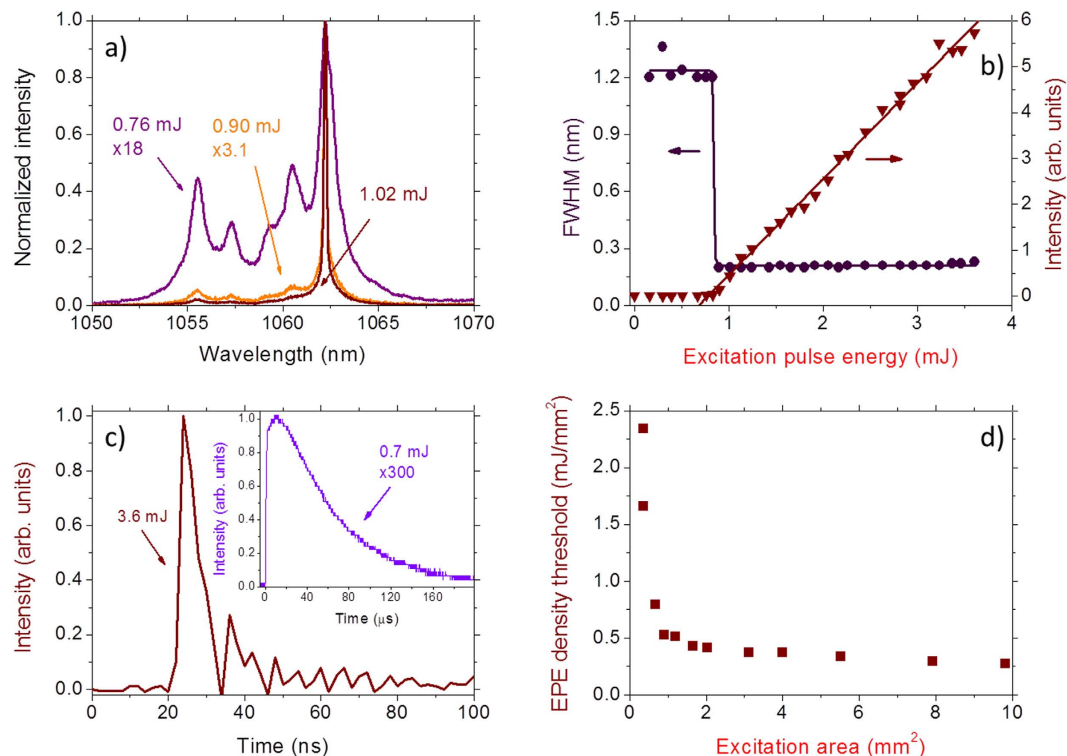 a)
Normalized intensity
1.0
0.8
0.6
0.4
0.2
0.0
0.76 mJ
x18
0.90 mJ
x3.1
1.02 mJ
1050 1055 1060 1065 1070
Wavelength (nm)
b)
FWHM (nm)
1.5
1.2
0.9
0.6
0.3
0.0
6
5
4
3
2
1
0
Intensity (arb. units)
0 1 2 3 4
Excitation pulse energy (mJ)
c)
Intensity (arb. units)
1.0
0.8
0.6
0.4
0.2
0.0
3.6 mJ
Intensity (arb. units)
1.0
0.8
0.6
0.4
0.2
0.0
0.7 mJ
x300
0 40 80 120 160
Time (μs)
0 20 40 60 80 100
Time (ns)
d)
EPE density threshold (mJ/mm²)
2.5
2.0
1.5
1.0
0.5
0.0
0 2 4 6 8 10
Excitation area (mm²)